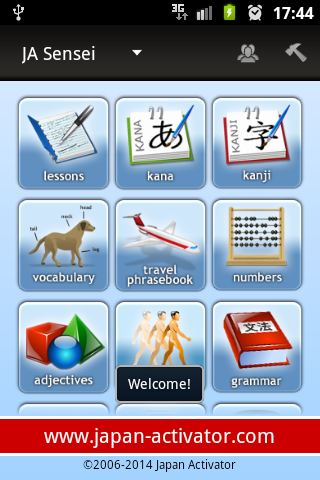 3G
17:44
JA Sensei
lessons
KANA
あ
kana
KANJI
字
kanji
head
neck
tail
leg
vocabulary
travel
phrasebook
numbers
adjectives
Welcome!
文法
grammar
www.japan-activator.com
©2006-2014 Japan Activator